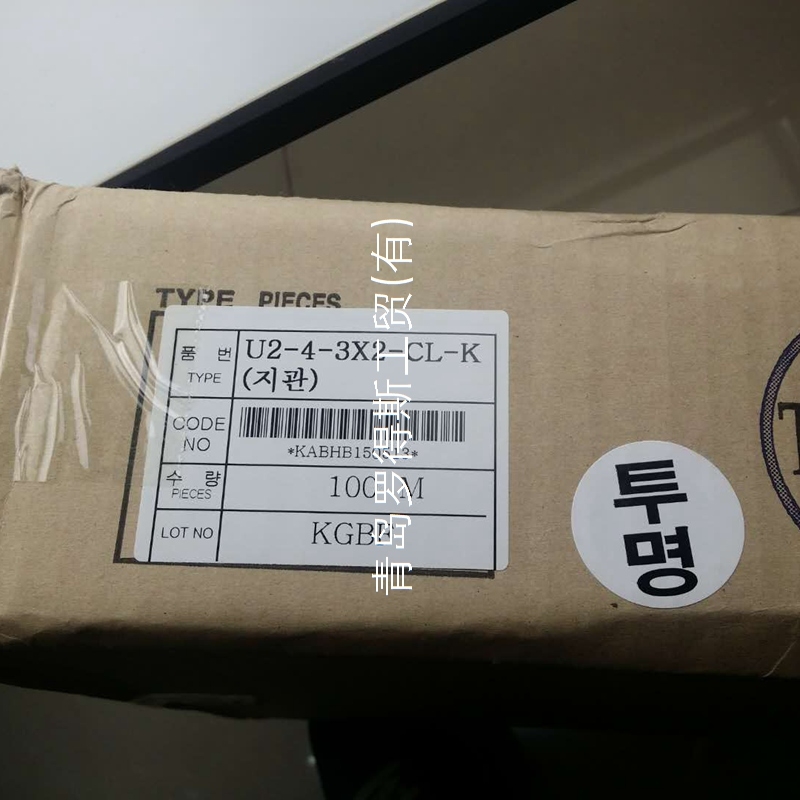 TYPE PIECES
품 번 U2-4-3X2-CL-K
TYPE (지관)
CODE
NO
수 량 100 M
PIECES
LOT NO
투명
青岛罗得斯工贸(有)